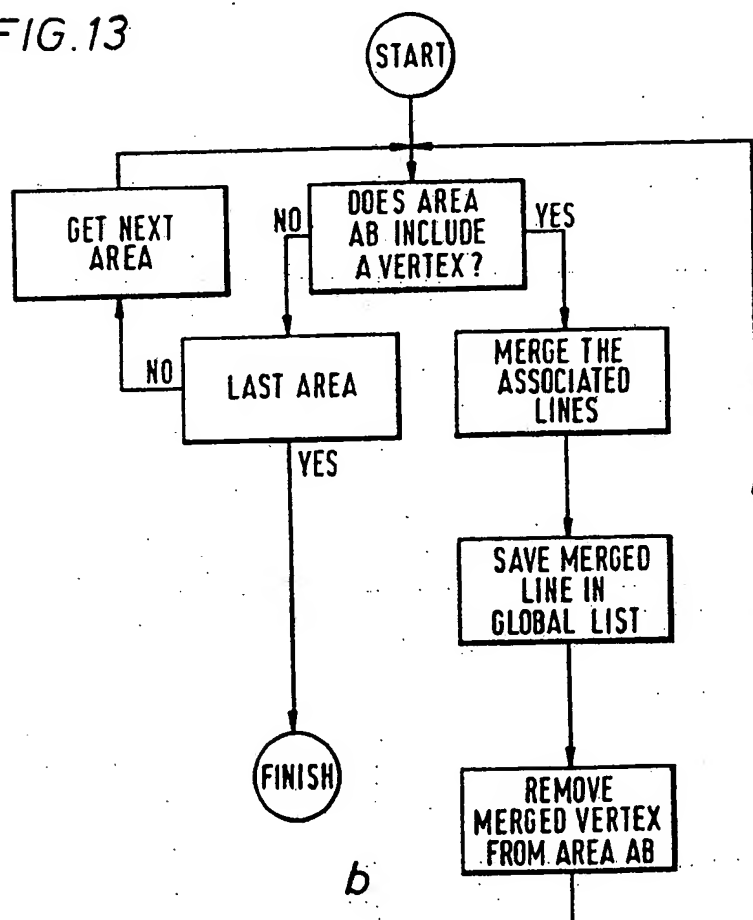 FIG.13
START
DOES AREA
AB INCLUDE
A VERTEX?
NO
YES
GET NEXT
AREA
NO
LAST AREA
YES
MERGE THE
ASSOCIATED
LINES
SAVE MERGED
LINE IN
GLOBAL LIST
FINISH
REMOVE
MERGED VERTEX
FROM AREA AB
b